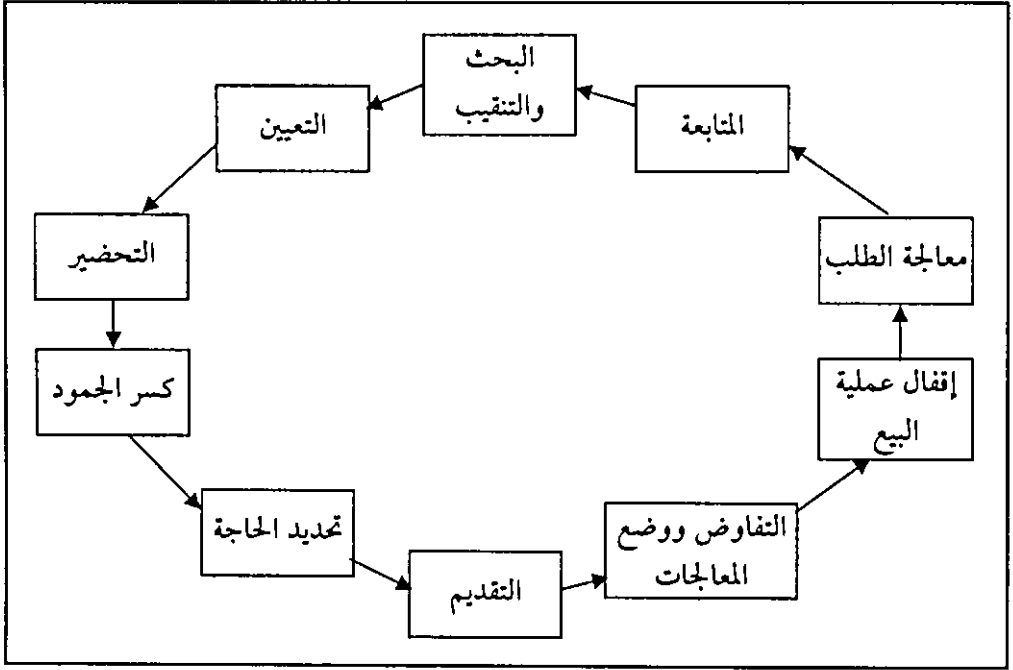 البحث
والتنقيب
التعيين
التحضير
كسر الجمود
تحديد الحاجة
التقديم
التفاوض ووضع
المعالجات
إقفال عملية
البيع
معالجة الطلب
المتابعة